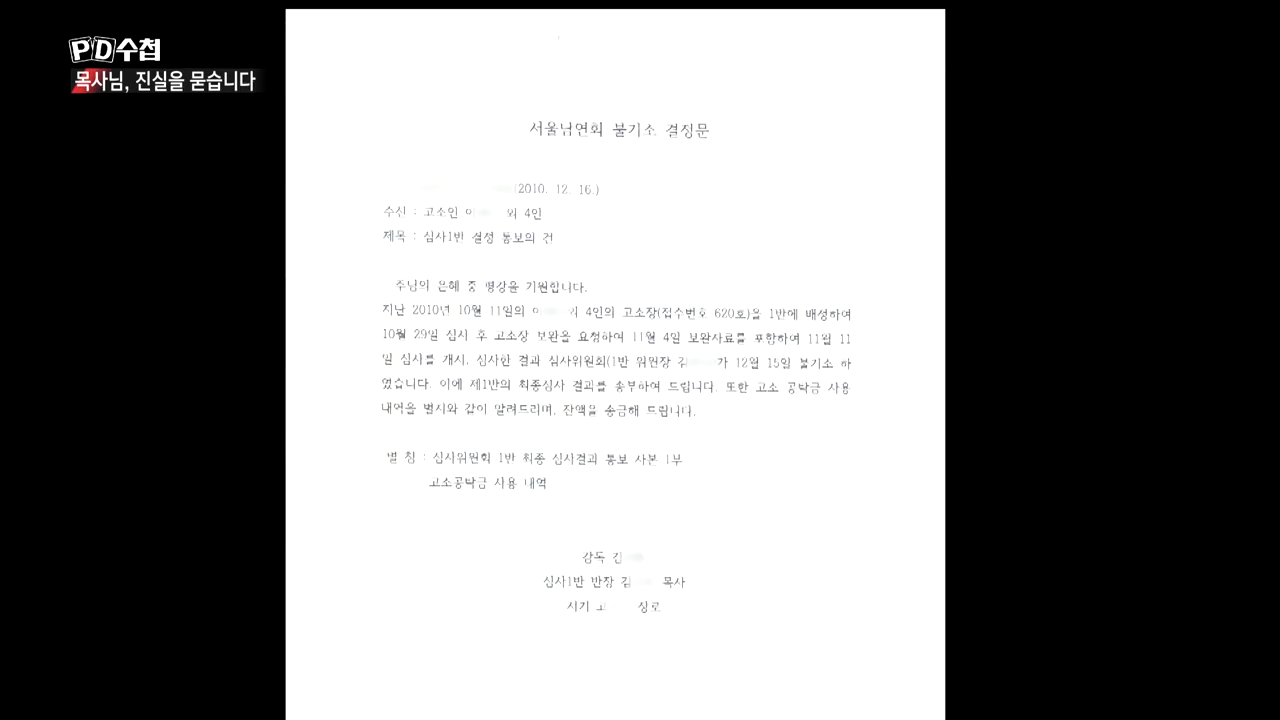 PD수첩
목사님, 진실을 묻습니다
서울남연회 불기소 결정문
(2010. 12. 16.)
수신 : 고소인 이 외 4인
제목 : 심사1반 결정 통보의 건
주님의 은혜 중 평강을 기원합니다.
지난 2010년 10월 11일의 이 외 4인의 고소장(접수번호 620호)을 1반에 배정하여
10월 29일 심사 후 고소장 보완을 요청하여 11월 4일 보완자료를 포함하여 11월 11
일 심사를 개시, 심사한 결과 심사위원회(1반 위원장 김 가 12월 15일 불기소 하
였습니다. 이에 제1반의 최종심사 결과를 송부하여 드립니다. 또한 고소 공탁금 사용
내역을 별지와 같이 알려드리며, 잔액을 송금해 드립니다.
별 첨 : 심사위원회 1반 최종 심사결과 통보 사본 1부
고소공탁금 사용 내역
감독 김
심사1반 반장 김 목사
서기 고 장로